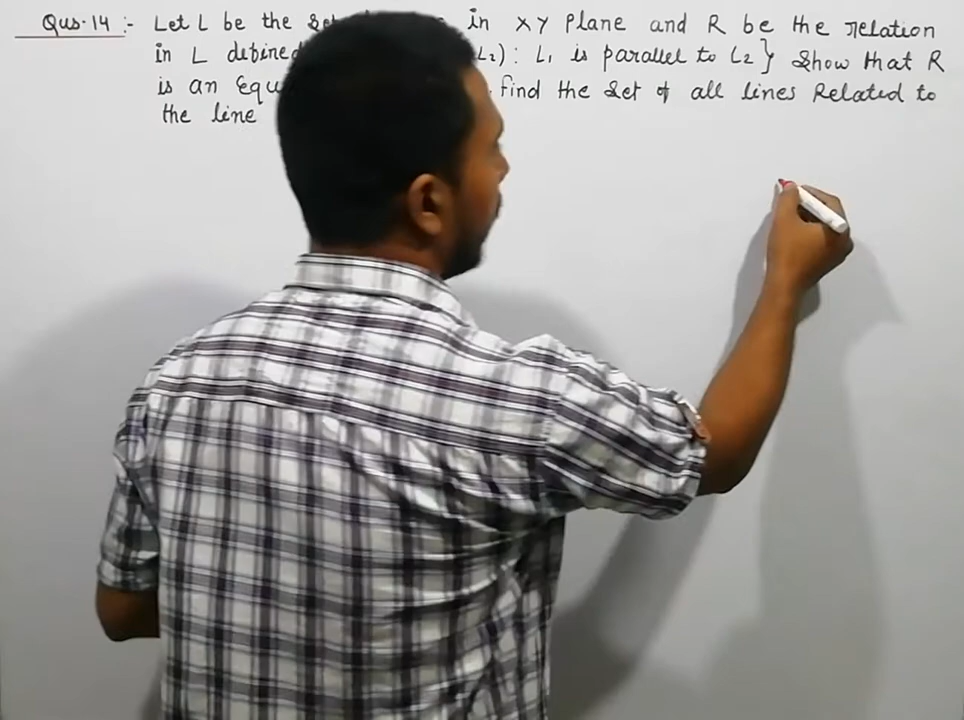 Qus-14:- Let L be the Set in XY Plane and R be the relation
in L defined L₂): L₁ is parallel to L₂} Show that R
is an find the Set of all lines Related to
the line